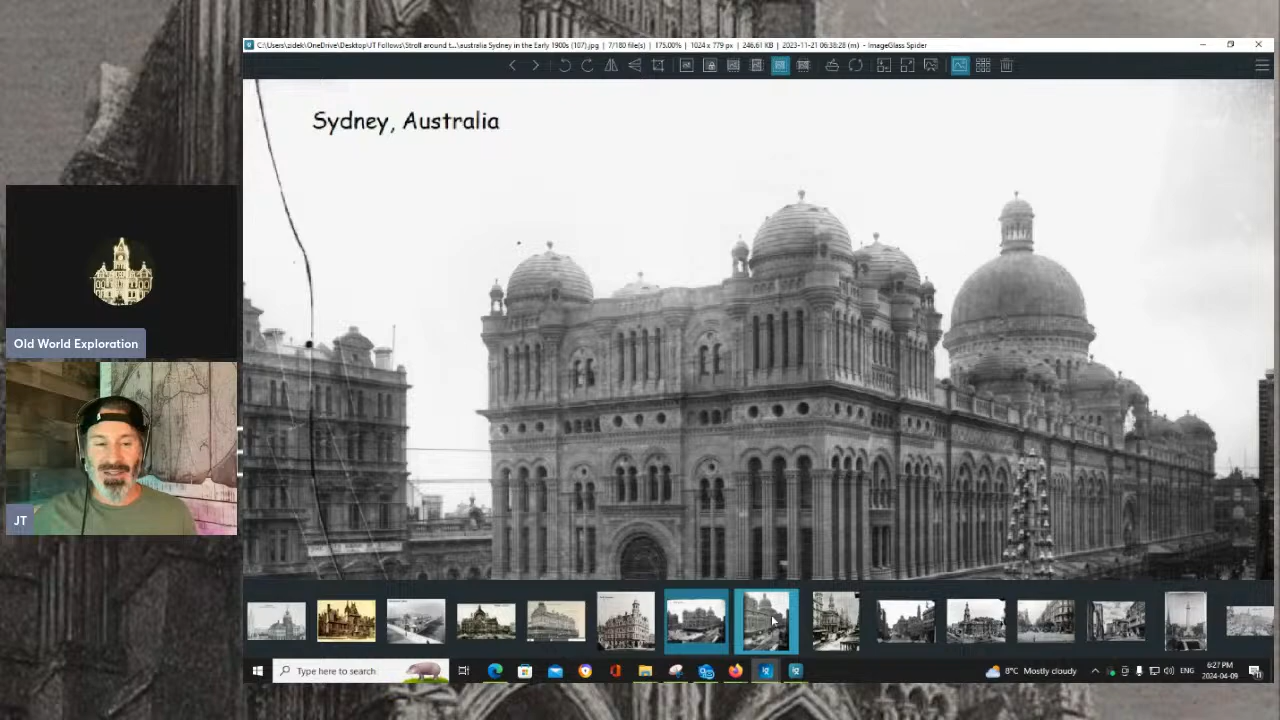 C:\Users\zidek\OneDrive\Desktop\JT Follows\Stroll around t...\australia Sydney in the Early 1900s (107).jpg | 7/180 file(s) | 175.00% | 1024 x 779 px | 246.61 KB | 2023-11-21 06:38:28 (m) - ImageGlass Spider
Sydney, Australia
Old World Exploration
JT
Type here to search
8°C Mostly cloudy
ENG
6:27 PM
2024-04-09